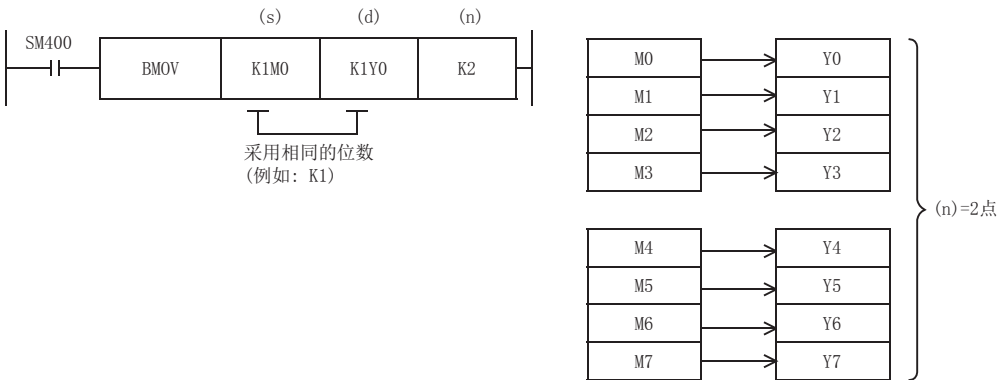 (s) (d) (n)
SM400
BMOV K1M0 K1Y0 K2
采用相同的位数
(例如: K1)
M0 Y0
M1 Y1
M2 Y2
M3 Y3
(n)=2点
M4 Y4
M5 Y5
M6 Y6
M7 Y7